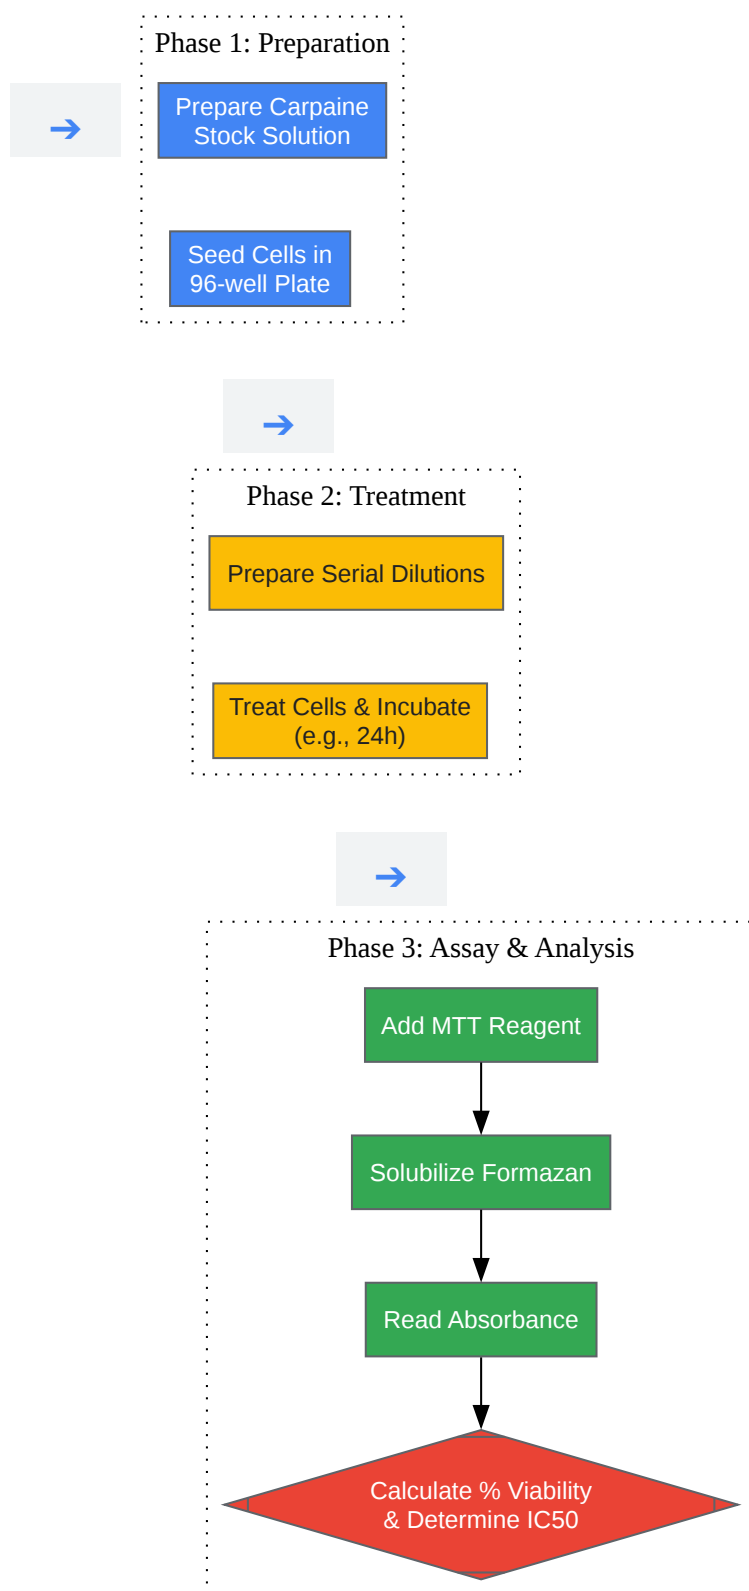 Phase 1: Preparation
➔
Prepare Carpaine
Stock Solution
Seed Cells in
96-well Plate
➔
Phase 2: Treatment
Prepare Serial Dilutions
Treat Cells & Incubate
(e.g., 24h)
➔
Phase 3: Assay & Analysis
Add MTT Reagent
Solubilize Formazan
Read Absorbance
Calculate % Viability
& Determine IC50